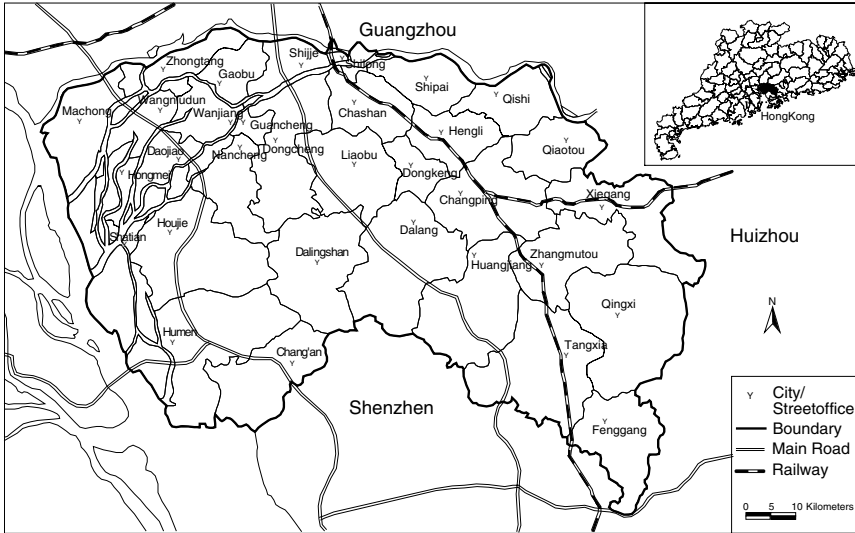 Guangzhou
HongKong
Zhongtang
Shijje
Shilong
Gaobu
Shipai
Qishi
Machong
Wangniudun
Wanjiang
Guancheng
Chashan
Hengli
Daojiao
Nancheng
Dongcheng
Liaobu
Qiaotou
Hongmei
Dongkeng
Changping
Xiegang
Shatian
Houjie
Dalingshan
Dalang
Huangjiang
Zhangmutou
Huizhou
Qingxi
N
Humen
Chang'an
Tangxia
Shenzhen
Fenggang
City/
Streetoffice
Boundary
Main Road
Railway
0 5 10 Kilometers